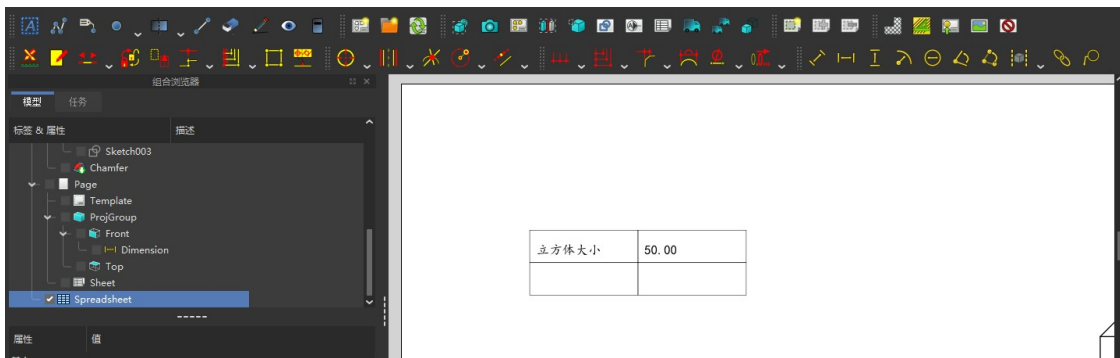 组合浏览器
模型 任务
标签 & 属性 描述
Sketch003
Chamfer
Page
Template
ProjGroup
Front
Dimension
Top
Sheet
Spreadsheet
属性 值
立方体大小 50.00